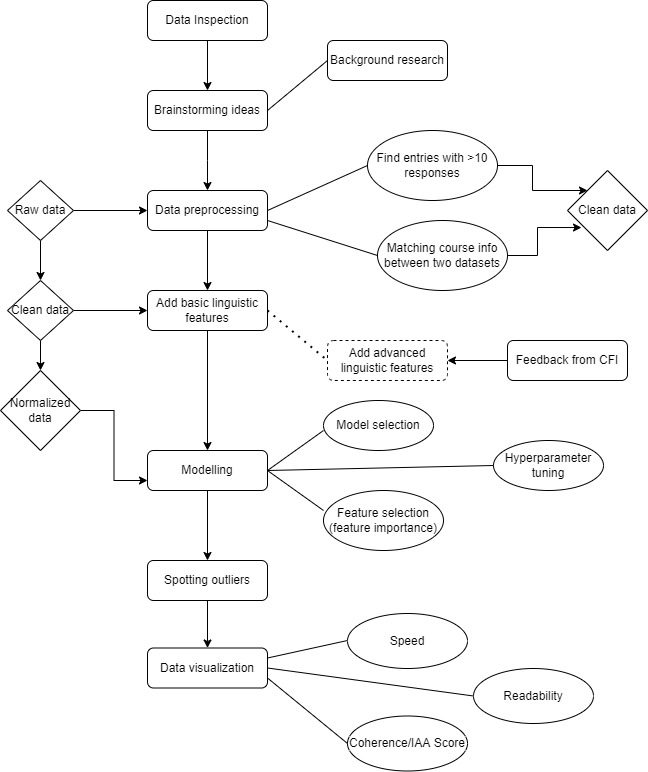 Data Inspection
Background research
Brainstorming ideas
Find entries with >10
responses
Raw data
Data preprocessing
Clean data
Matching course info
between two datasets
Clean data
Add basic linguistic
features
Add advanced
linguistic features
Feedback from CFI
Normalized
data
Model selection
Modelling
Hyperparameter
tuning
Feature selection
(feature importance)
Spotting outliers
Speed
Data visualization
Readability
Coherence/IAA Score